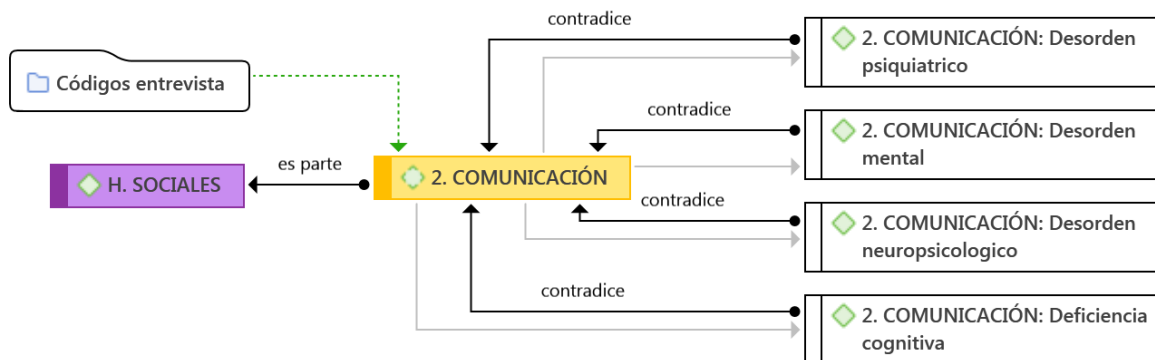 contradice
2. COMUNICACIÓN: Desorden
psiquiatrico
Códigos entrevista
contradice
2. COMUNICACIÓN: Desorden
mental
es parte
H. SOCIALES
2. COMUNICACIÓN
contradice
2. COMUNICACIÓN: Desorden
neuropsicologico
contradice
2. COMUNICACIÓN: Deficiencia
cognitiva